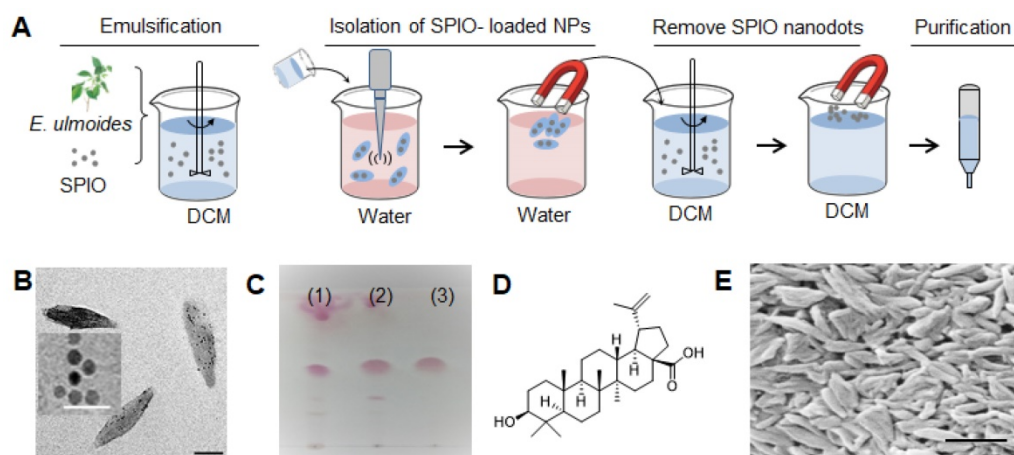 A
Emulsification
Isolation of SPIO- loaded NPs
Remove SPIO nanodots
Purification
E. ulmoides
SPIO
DCM
Water
Water
DCM
DCM
B
C
(1)
(2)
(3)
D
H
H
H
H
HO
OH
O
E